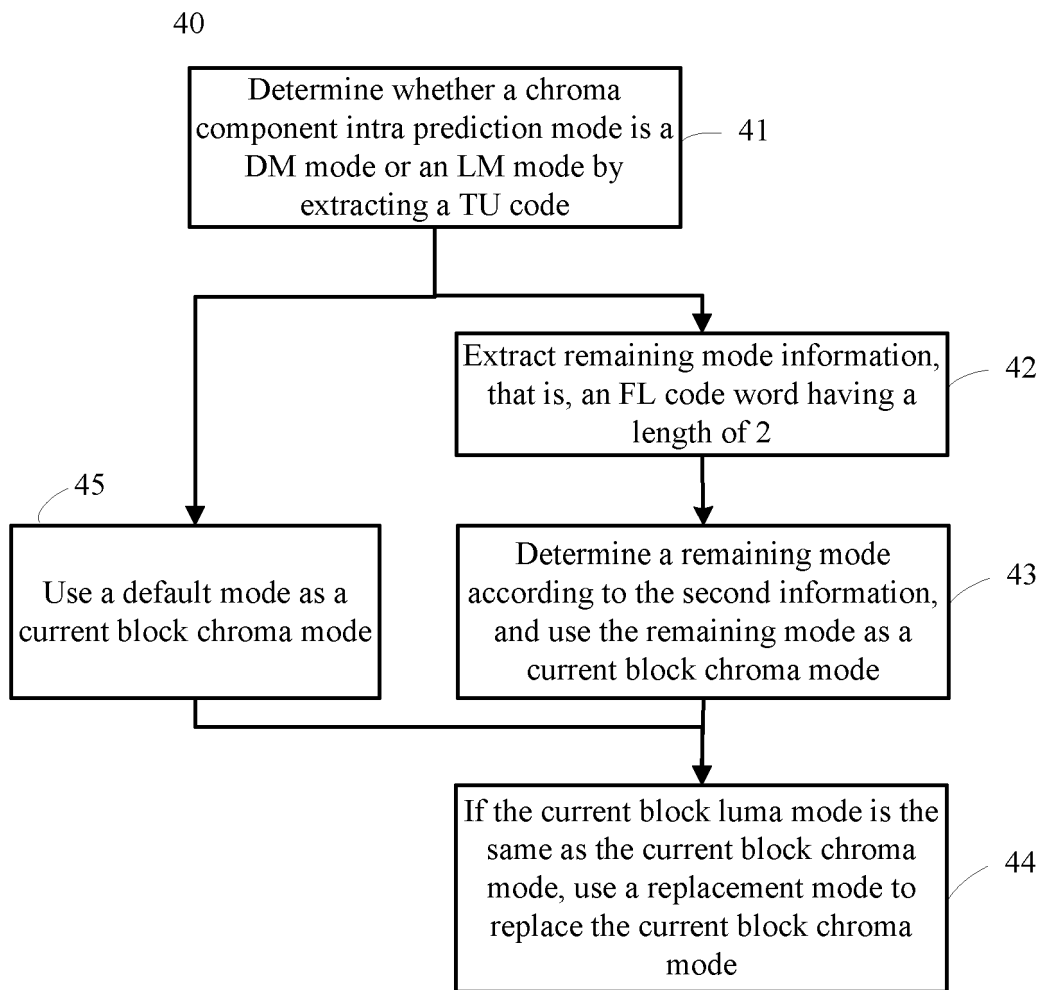 40
Determine whether a chroma
component intra prediction mode is a
DM mode or an LM mode by
extracting a TU code
41
Extract remaining mode information,
that is, an FL code word having a
length of 2
42
45
Use a default mode as a
current block chroma mode
Determine a remaining mode
according to the second information,
and use the remaining mode as a
current block chroma mode
43
If the current block luma mode is the
same as the current block chroma
mode, use a replacement mode to
replace the current block chroma
mode
44